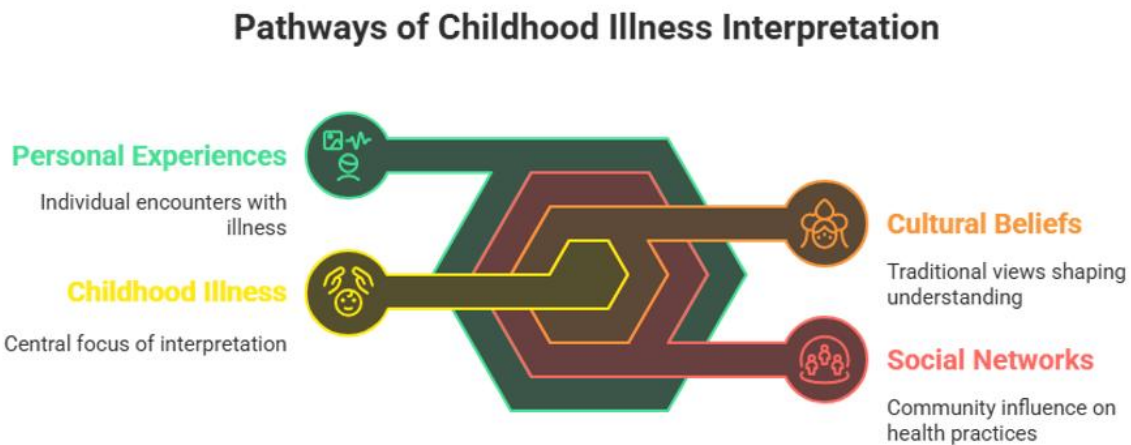 Pathways of Childhood Illness Interpretation
Personal Experiences
Individual encounters with
illness
Childhood Illness
Central focus of interpretation
Cultural Beliefs
Traditional views shaping
understanding
Social Networks
Community influence on
health practices